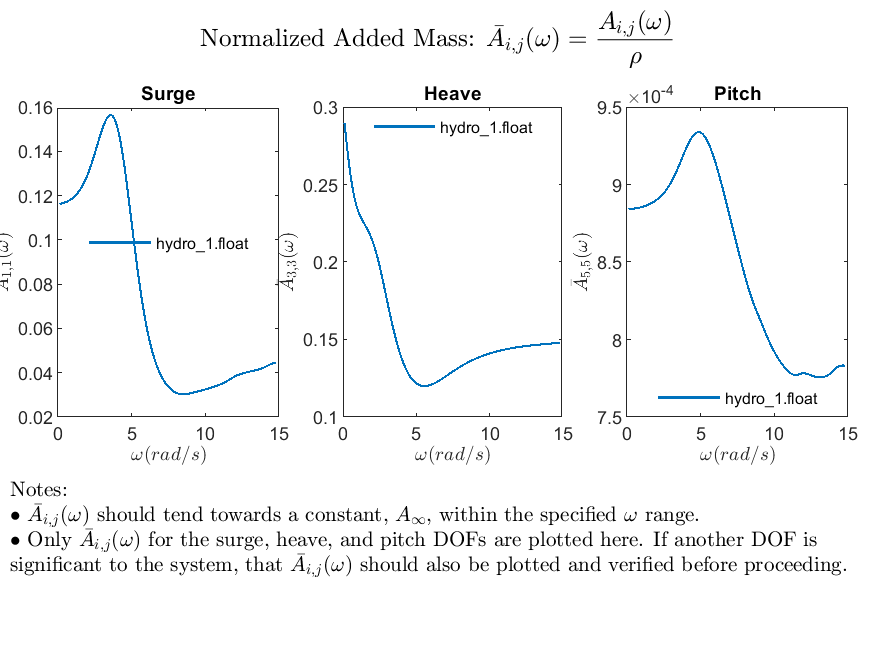 Normalized Added Mass: Ā_{i,j}(ω) = A_{i,j}(ω) / ρ
Surge
0.16
0.14
0.12
0.1
0.08
0.06
0.04
0.02
Ā_{1,1}(ω)
hydro_1.float
0 5 10 15
ω(rad/s)
Heave
0.3
0.25
0.2
0.15
0.1
Ā_{3,3}(ω)
hydro_1.float
0 5 10 15
ω(rad/s)
×10^{-4} Pitch
9.5
9
8.5
8
7.5
Ā_{5,5}(ω)
hydro_1.float
0 5 10 15
ω(rad/s)
Notes:
• Ā_{i,j}(ω) should tend towards a constant, A_∞, within the specified ω range.
• Only Ā_{i,j}(ω) for the surge, heave, and pitch DOFs are plotted here. If another DOF is
significant to the system, that Ā_{i,j}(ω) should also be plotted and verified before proceeding.